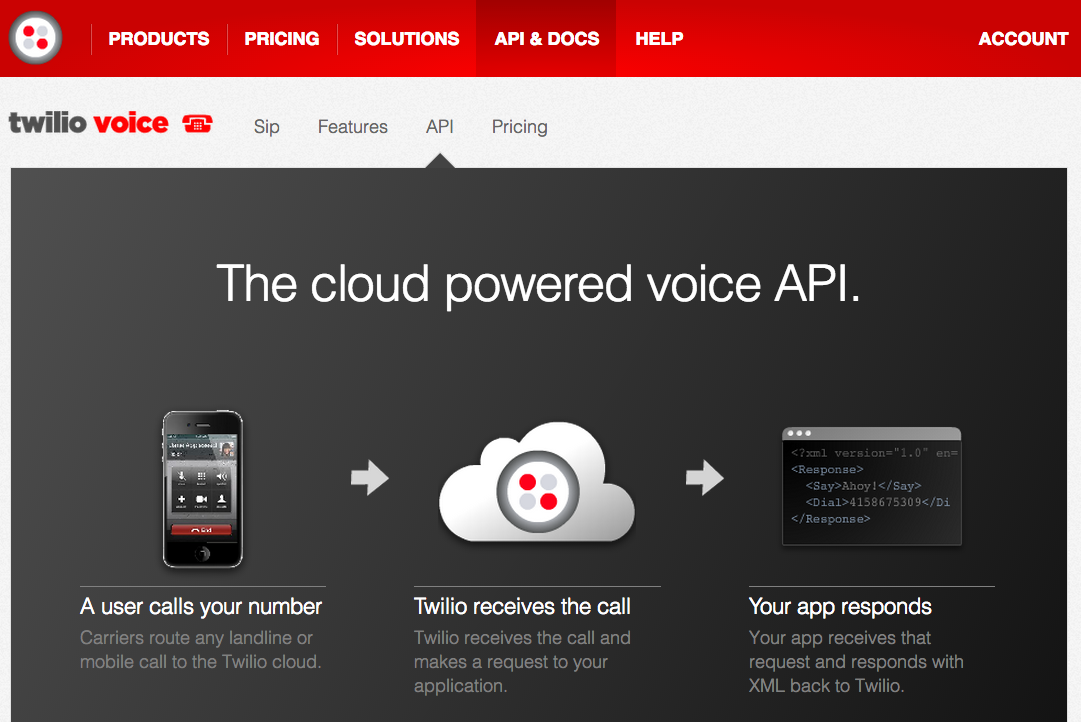 PRODUCTS PRICING SOLUTIONS API & DOCS HELP ACCOUNT
twilio voice Sip Features API Pricing
The cloud powered voice API.
End
<?xml version="1.0" en=
<Response>
<Say>Ahoy!</Say>
<Dial>4158675309</Di
</Response>
A user calls your number
Carriers route any landline or
mobile call to the Twilio cloud.
Twilio receives the call
Twilio receives the call and
makes a request to your
application.
Your app responds
Your app receives that
request and responds with
XML back to Twilio.